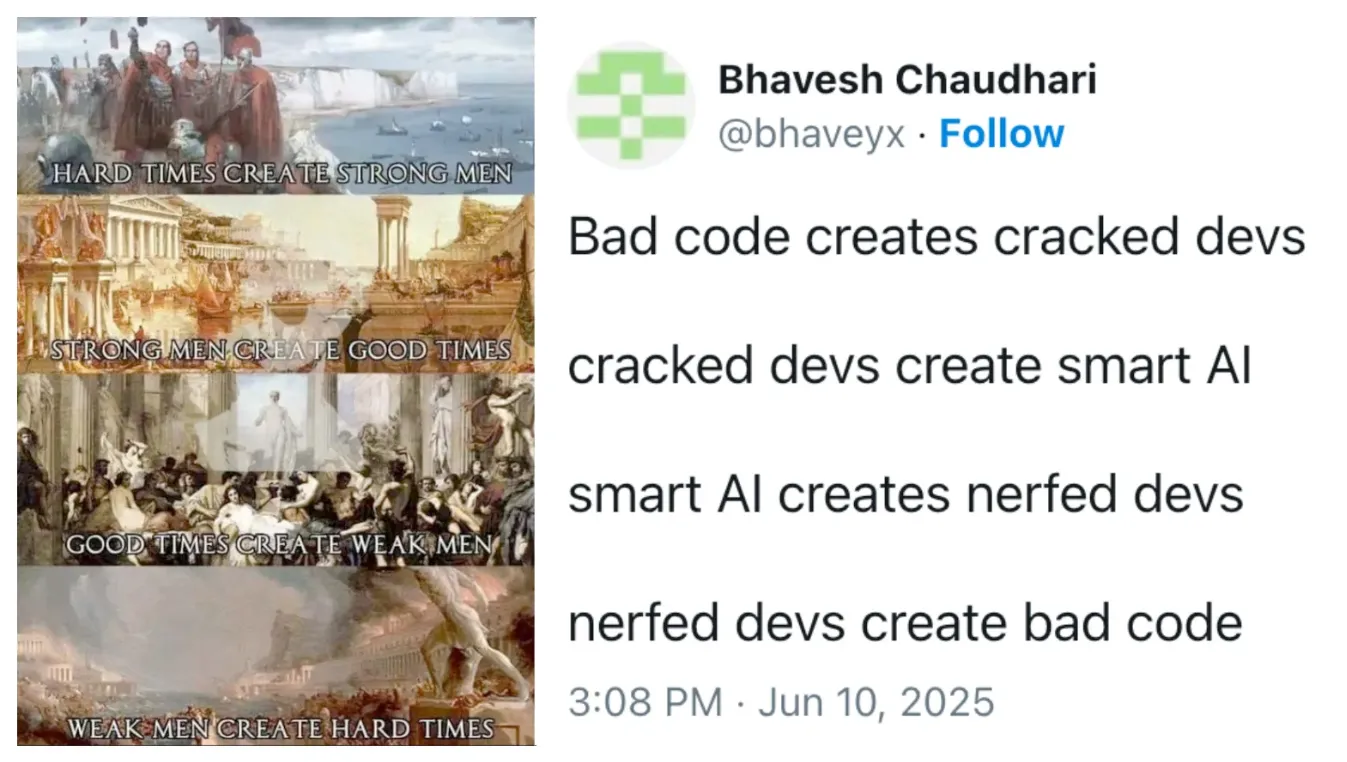 HARD TIMES CREATE STRONG MEN
STRONG MEN CREATE GOOD TIMES
GOOD TIMES CREATE WEAK MEN
WEAK MEN CREATE HARD TIMES
Bhavesh Chaudhari
@bhaveyx · Follow
Bad code creates cracked devs
cracked devs create smart AI
smart AI creates nerfed devs
nerfed devs create bad code
3:08 PM · Jun 10, 2025